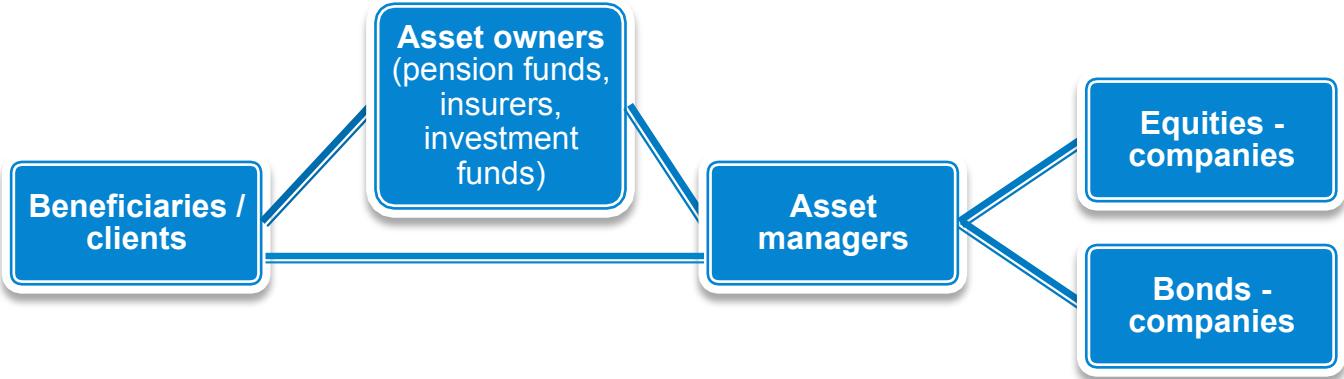 Asset owners
(pension funds,
insurers,
investment
funds)
Beneficiaries /
clients
Asset
managers
Equities -
companies
Bonds -
companies